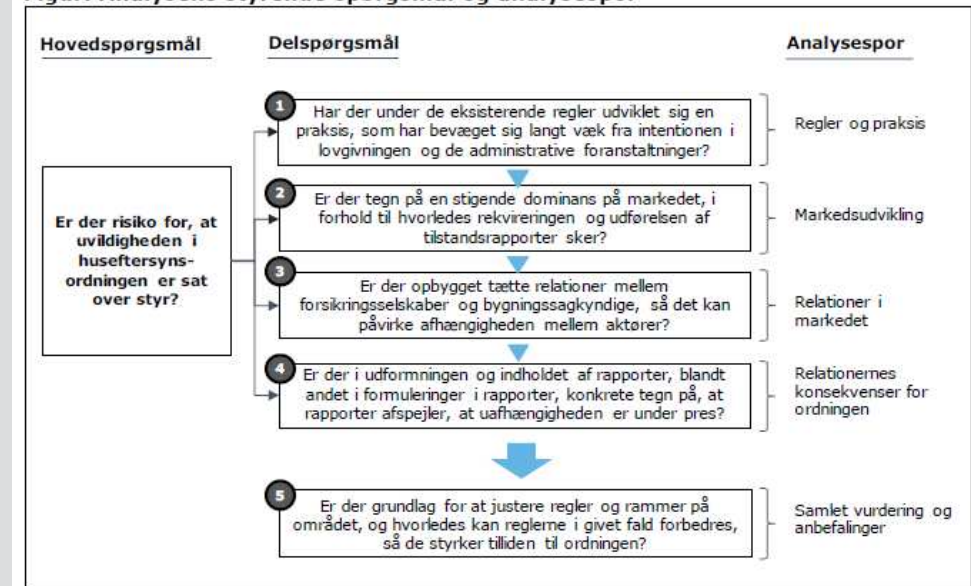 Hovedspørgsmål
Delspørgsmål
Analysespor
1
Har der under de eksisterende regler udviklet sig en
praksis, som har bevæget sig langt væk fra intentionen i
lovgivningen og de administrative foranstaltninger?
Regler og praksis
2
Er der tegn på en stigende dominans på markedet, i
forhold til hvorledes rekvireringen og udførelsen af
tilstandsrapporter sker?
Markedsudvikling
Er der risiko for, at
uvildigheden i
huseftersyns-
ordningen er sat
over styr?
3
Er der opbygget tætte relationer mellem
forsikringsselskaber og bygningssagkyndige, så det kan
påvirke afhængigheden mellem aktører?
Relationer i
markedet
4
Er der i udformningen og indholdet af rapporter, blandt
andet i formuleringer i rapporter, konkrete tegn på, at
rapporter afspejler, at uafhængigheden er under pres?
Relationernes
konsekvenser for
ordningen
5
Er der grundlag for at justere regler og rammer på
området, og hvorledes kan reglerne i givet fald forbedres,
så de styrker tilliden til ordningen?
Samlet vurdering og
anbefalinger